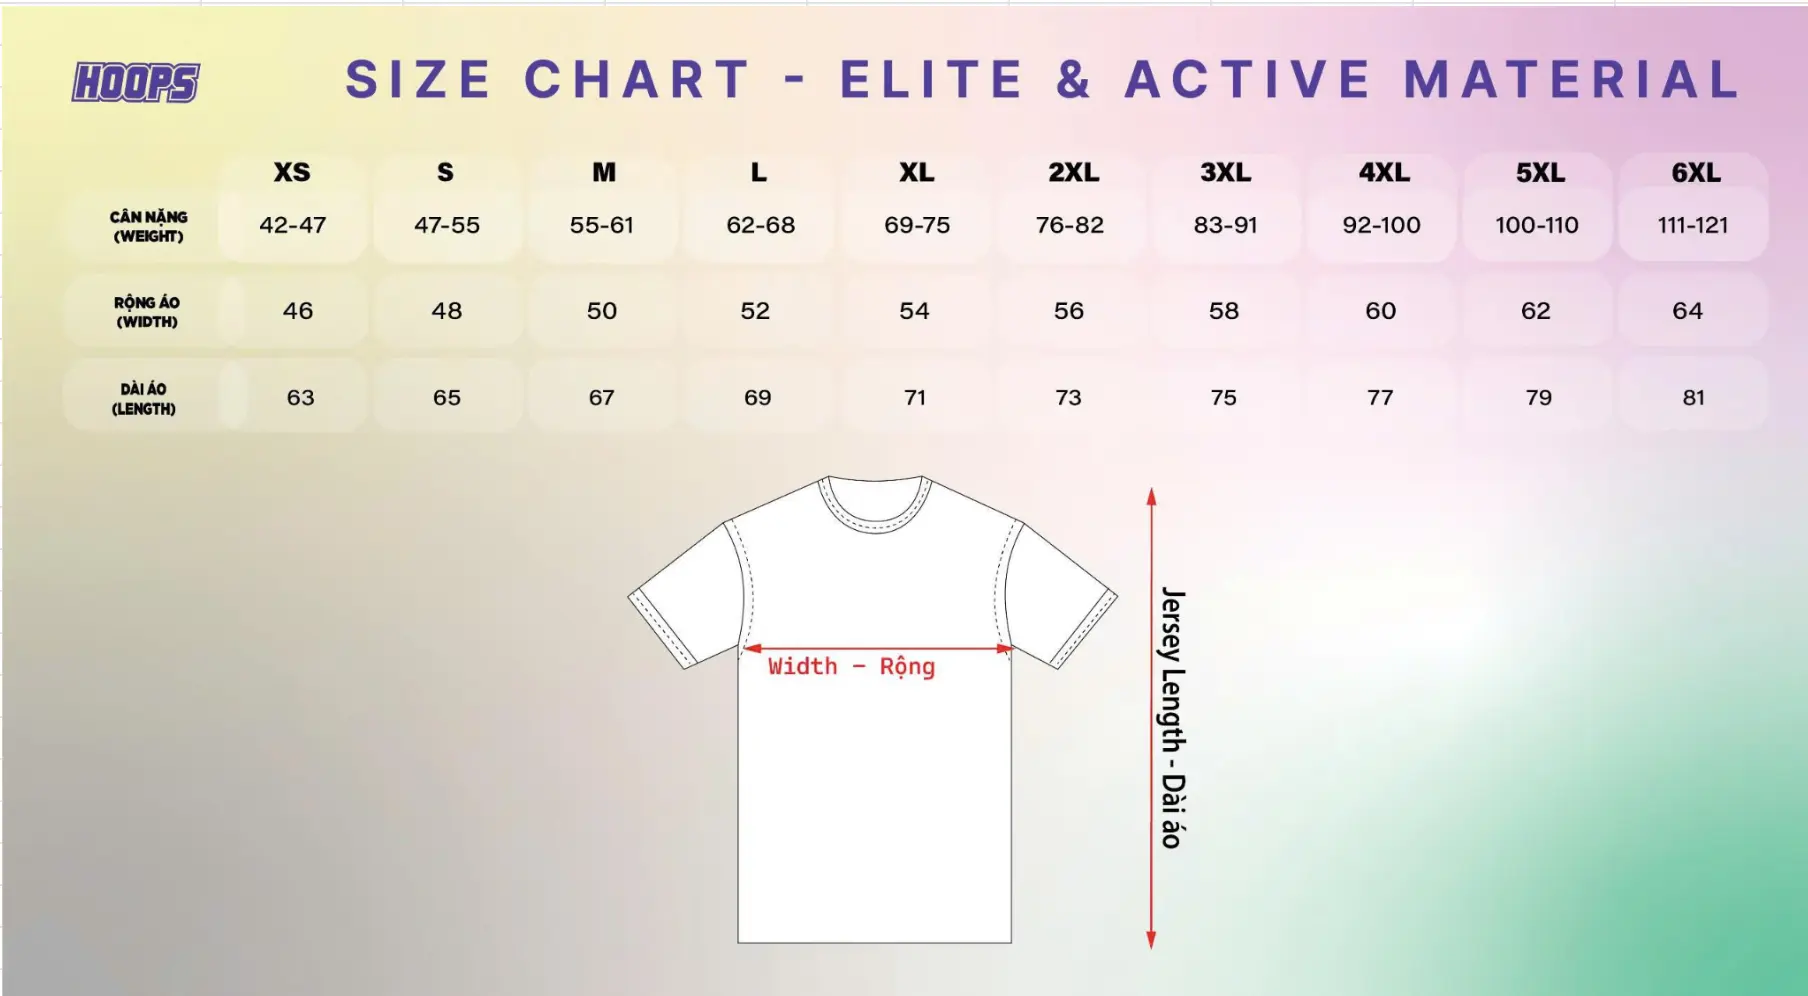 HOOPS
SIZE CHART - ELITE & ACTIVE MATERIAL
XS S M L XL 2XL 3XL 4XL 5XL 6XL
CÂN NẶNG
(WEIGHT)
42-47 47-55 55-61 62-68 69-75 76-82 83-91 92-100 100-110 111-121
RỘNG ÁO
(WIDTH)
46 48 50 52 54 56 58 60 62 64
DÀI ÁO
(LENGTH)
63 65 67 69 71 73 75 77 79 81
Width - Rộng
Jersey Length - Dài áo